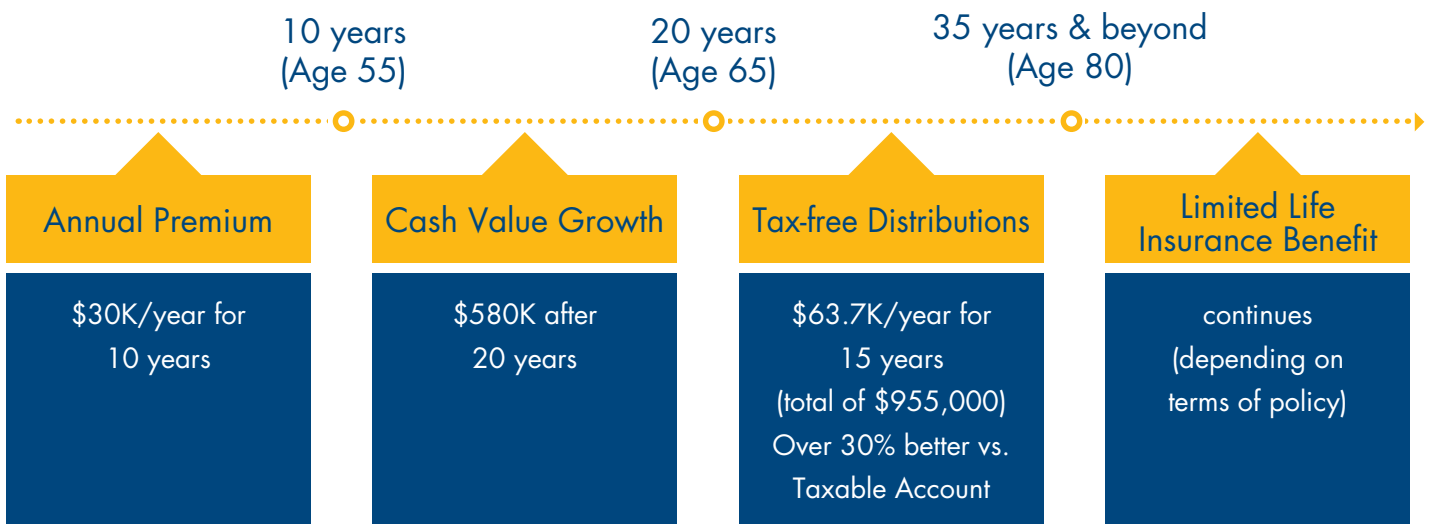 10 years
(Age 55)
20 years
(Age 65)
35 years & beyond
(Age 80)
Annual Premium
$30K/year for
10 years
Cash Value Growth
$580K after
20 years
Tax-free Distributions
$63.7K/year for
15 years
(total of $955,000)
Over 30% better vs.
Taxable Account
Limited Life
Insurance Benefit
continues
(depending on
terms of policy)